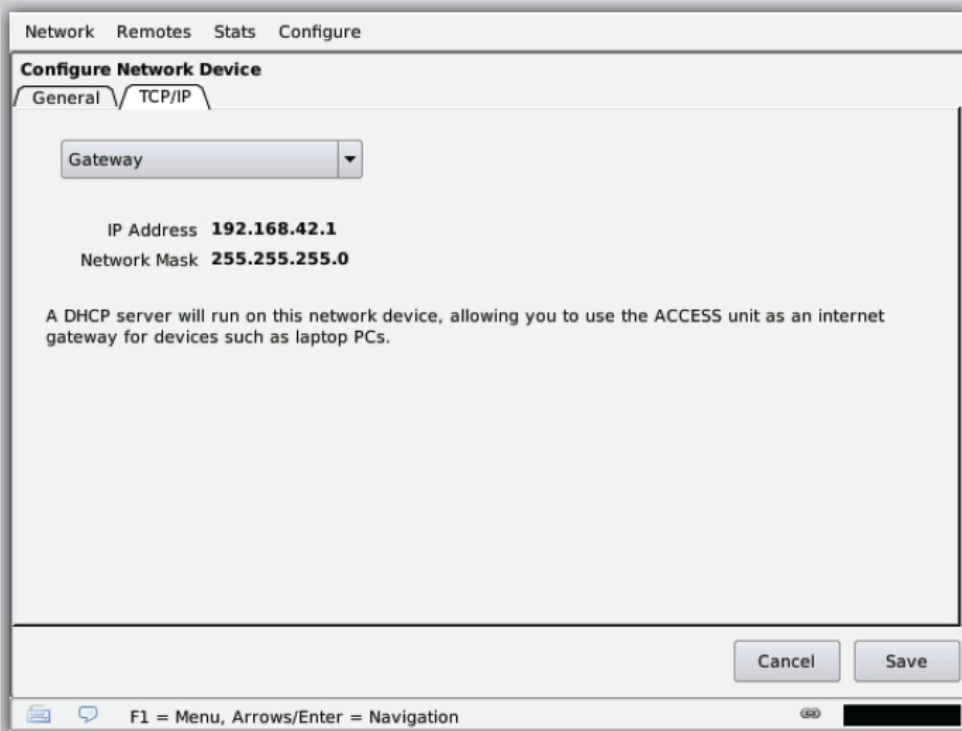 Network Remotes Stats Configure
Configure Network Device
General TCP/IP
Gateway
IP Address 192.168.42.1
Network Mask 255.255.255.0
A DHCP server will run on this network device, allowing you to use the ACCESS unit as an internet
gateway for devices such as laptop PCs.
Cancel Save
F1 = Menu, Arrows/Enter = Navigation